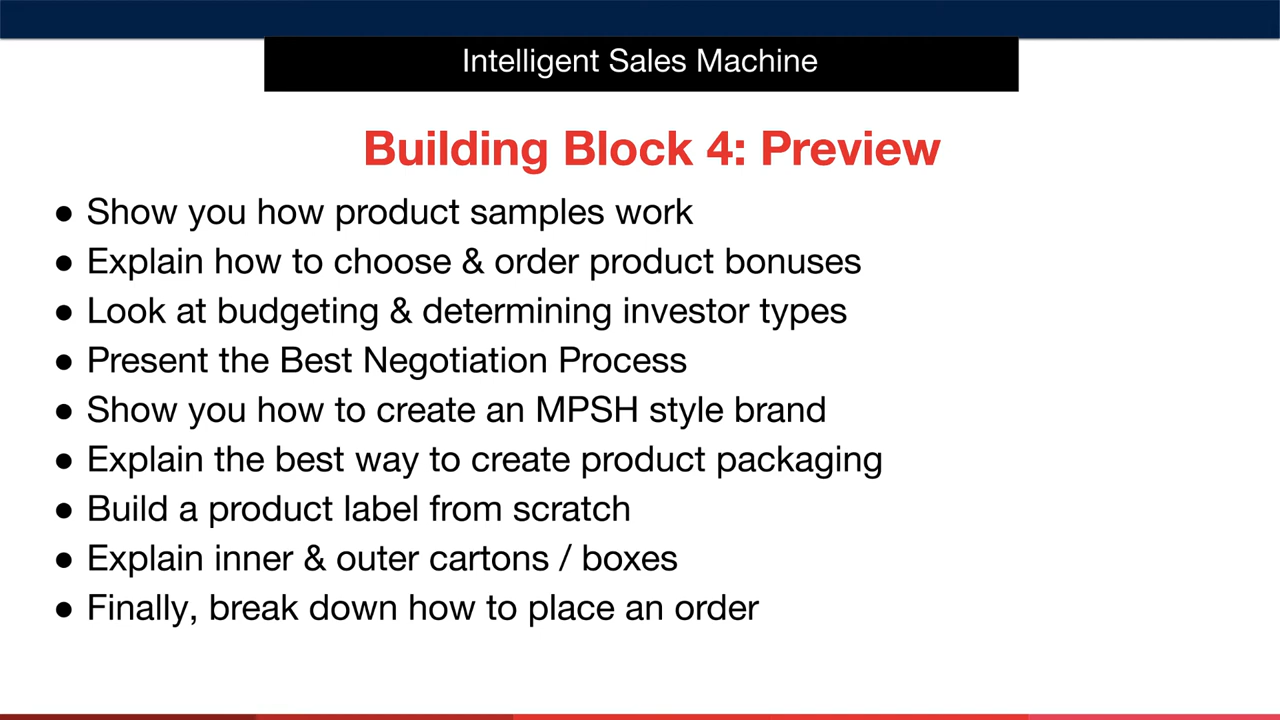 Intelligent Sales Machine
Building Block 4: Preview
● Show you how product samples work
● Explain how to choose & order product bonuses
● Look at budgeting & determining investor types
● Present the Best Negotiation Process
● Show you how to create an MPSH style brand
● Explain the best way to create product packaging
● Build a product label from scratch
● Explain inner & outer cartons / boxes
● Finally, break down how to place an order